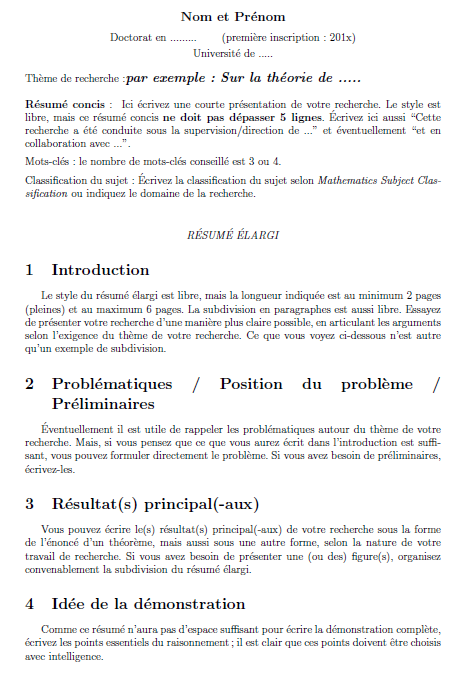 Nom et Prénom
Doctorat en ......... (première inscription : 201x)
Université de .....
Thème de recherche :par exemple : Sur la théorie de .....
Résumé concis : Ici écrivez une courte présentation de votre recherche. Le style est
libre, mais ce résumé concis ne doit pas dépasser 5 lignes. Écrivez ici aussi “Cette
recherche a été conduite sous la supervision/direction de ...” et éventuellement “et en
collaboration avec ...”.
Mots-clés : le nombre de mots-clés conseillé est 3 ou 4.
Classification du sujet : Écrivez la classification du sujet selon Mathematics Subject Clas-
sification ou indiquez le domaine de la recherche.
RÉSUMÉ ÉLARGI
1 Introduction
Le style du résumé élargi est libre, mais la longueur indiquée est au minimum 2 pages
(pleines) et au maximum 6 pages. La subdivision en paragraphes est aussi libre. Essayez
de présenter votre recherche d'une manière plus claire possible, en articulant les arguments
selon l'exigence du thème de votre recherche. Ce que vous voyez ci-dessous n'est autre
qu'un exemple de subdivision.
2 Problématiques / Position du problème /
Préliminaires
Éventuellement il est utile de rappeler les problématiques autour du thème de votre
recherche. Mais, si vous pensez que ce que vous aurez écrit dans l'introduction est suffi-
sant, vous pouvez formuler directement le problème. Si vous avez besoin de préliminaires,
écrivez-les.
3 Résultat(s) principal(-aux)
Vous pouvez écrire le(s) résultat(s) principal(-aux) de votre recherche sous la forme
de l'énoncé d'un théorème, mais aussi sous une autre forme, selon la nature de votre
travail de recherche. Si vous avez besoin de présenter une (ou des) figure(s), organisez
convenablement la subdivision du résumé élargi.
4 Idée de la démonstration
Comme ce résumé n'aura pas d'espace suffisant pour écrire la démonstration complète,
écrivez les points essentiels du raisonnement ; il est clair que ces points doivent être choisis
avec intelligence.